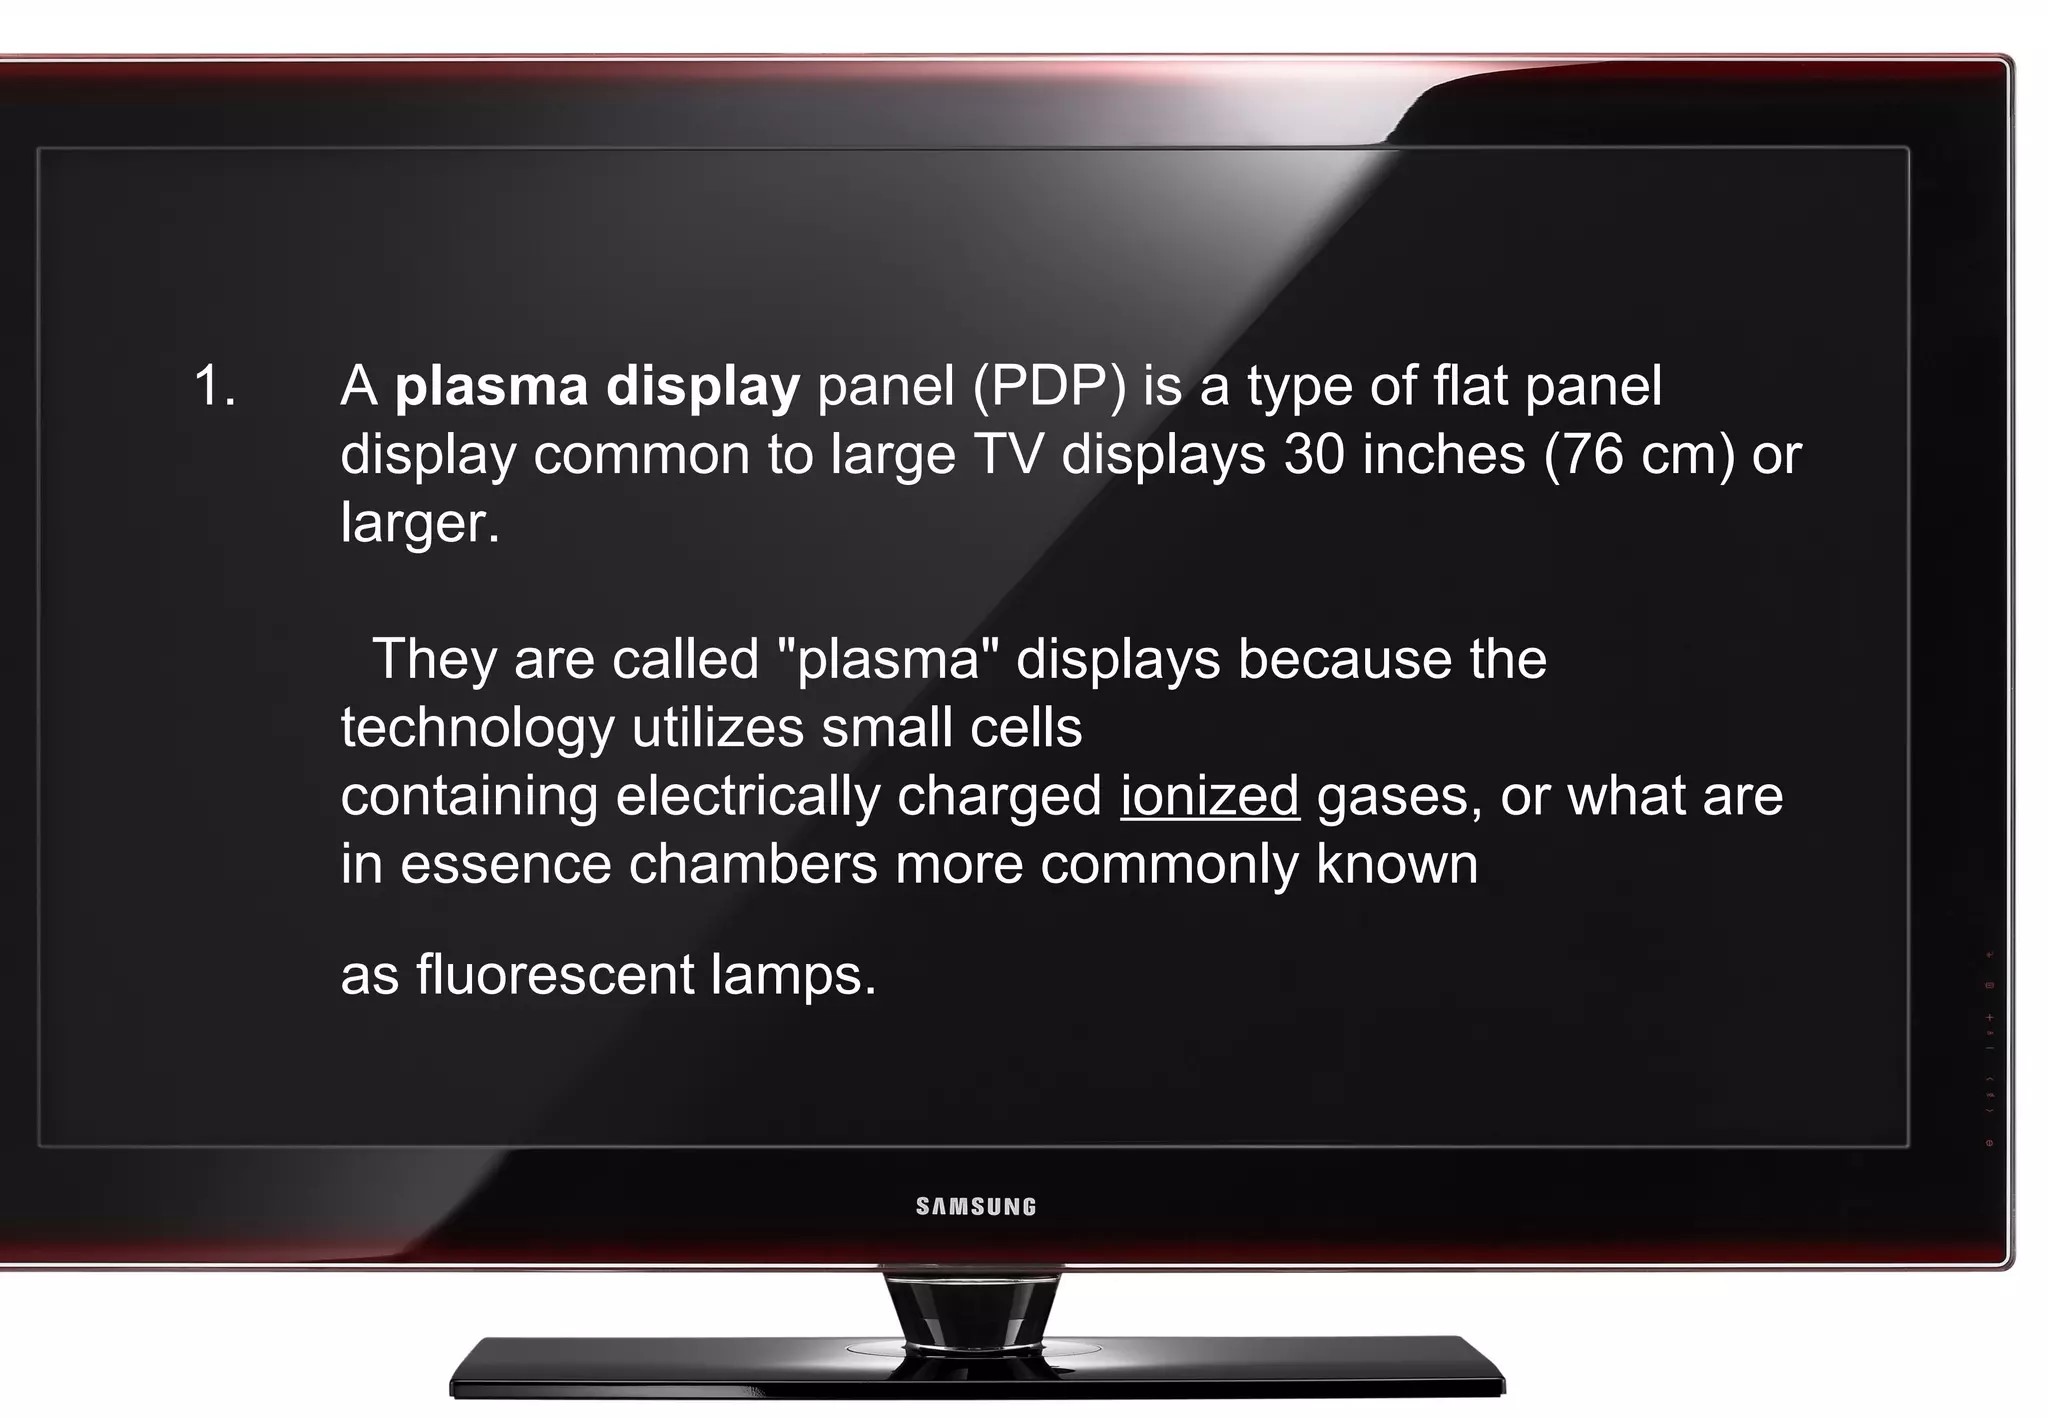 1. A plasma display panel (PDP) is a type of flat panel
display common to large TV displays 30 inches (76 cm) or
larger.
They are called "plasma" displays because the
technology utilizes small cells
containing electrically charged ionized gases, or what are
in essence chambers more commonly known
as fluorescent lamps.
SAMSUNG